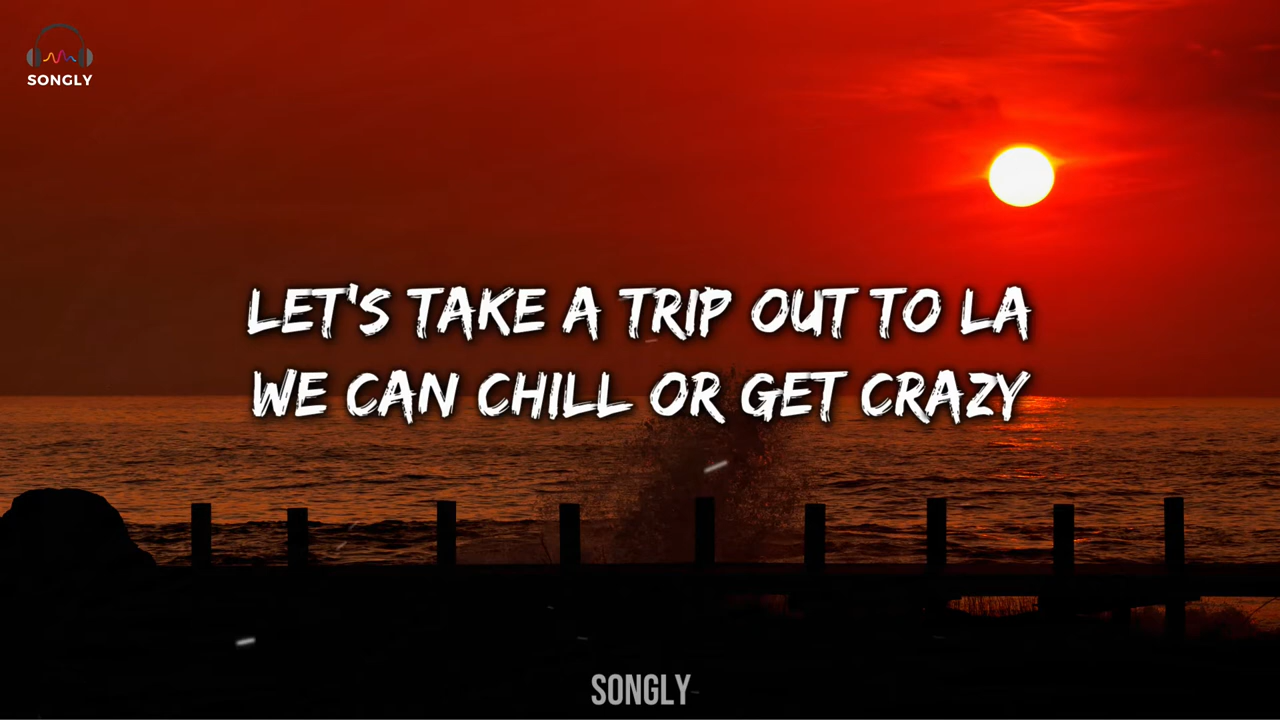 SONGLY
LET'S TAKE A TRIP OUT TO LA
WE CAN CHILL OR GET CRAZY
SONGLY